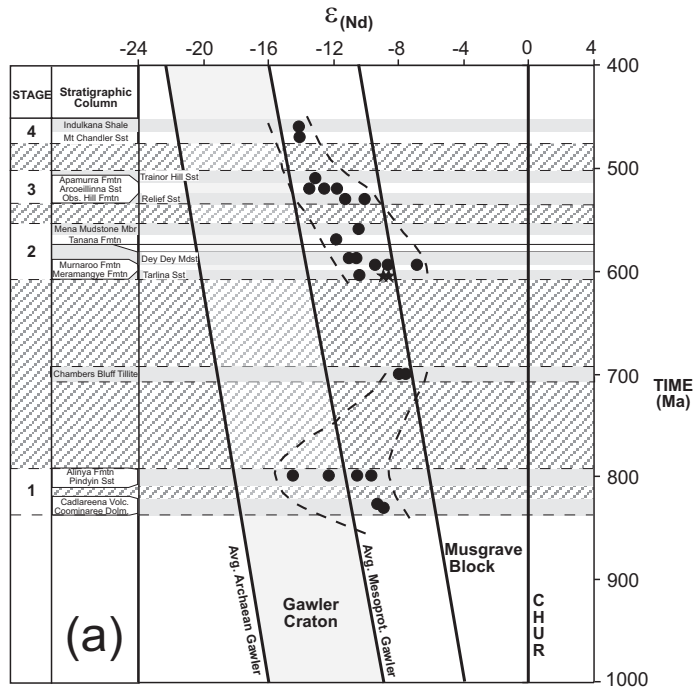 ε(Nd)
-24 -20 -16 -12 -8 -4 0 4
400
STAGE
Stratigraphic
Column
4
Indulkana Shale
Mt Chandler Sst
500
3
Apamurra Fmtn
Arcoeillinna Sst
Obs. Hill Fmtn
Trainor Hill Sst
Relief Sst
2
Mena Mudstone Mbr
Tanana Fmtn
Murnaroo Fmtn
Meramangye Fmtn
Dey Dey Mdst
Tarlina Sst
600
Chambers Bluff Tillite
700
TIME
(Ma)
1
Alinya Fmtn
Pindyin Sst
Cadlareena Volc.
Coominaree Dolm.
800
900
1000
(a)
Avg. Archaean Gawler
Gawler
Craton
Avg. Mesoprot. Gawler
Musgrave
Block
C
H
U
R